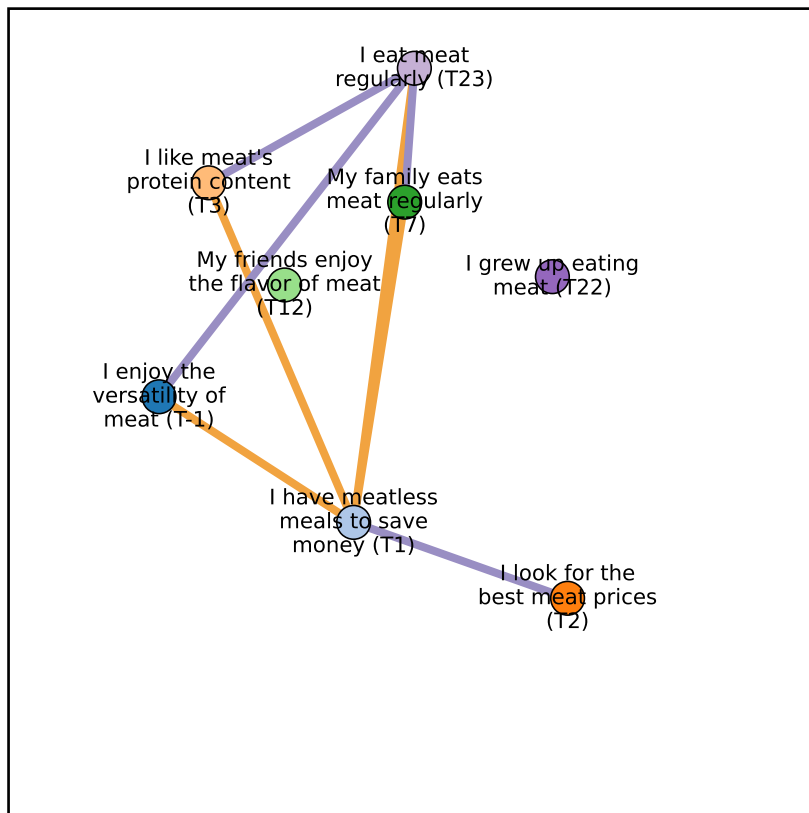 I eat meat
regularly (T23)
I like meat's
protein content
(T3)
My family eats
meat regularly
(T7)
My friends enjoy
the flavor of meat
(T12)
I grew up eating
meat (T22)
I enjoy the
versatility of
meat (T-1)
I have meatless
meals to save
money (T1)
I look for the
best meat prices
(T2)